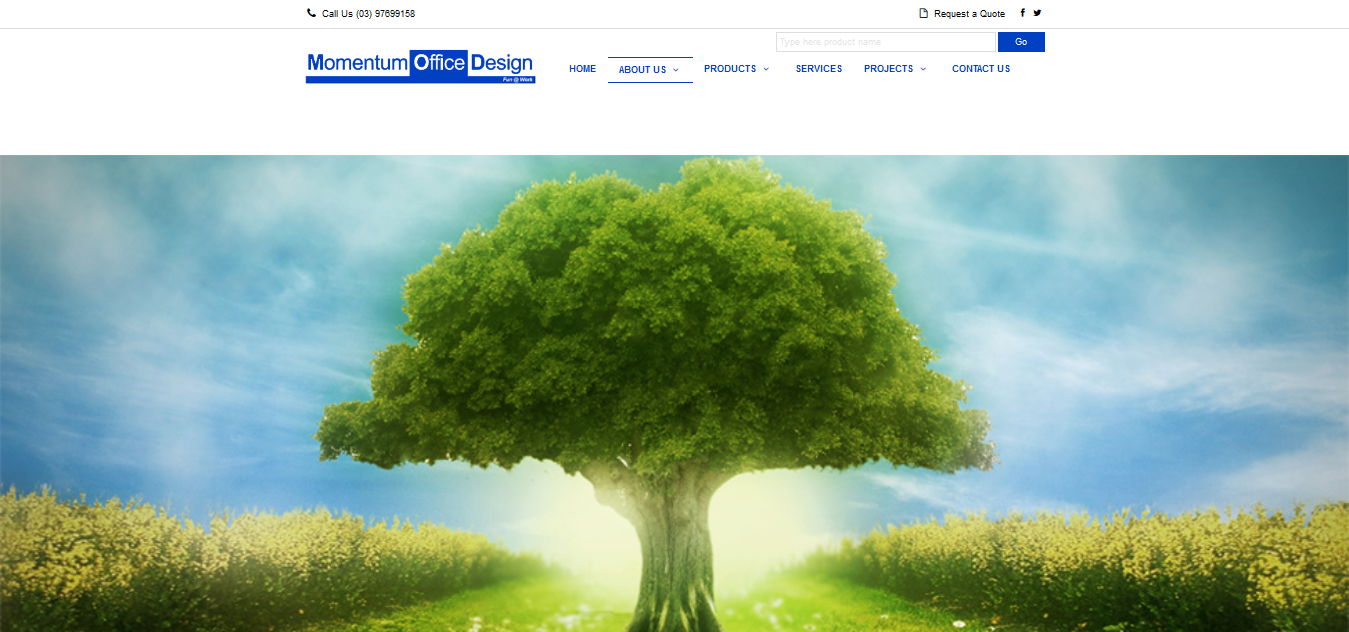 Call Us (03) 97699158
Request a Quote
Type here product name
Go
Momentum Office Design
Fun @ Work
HOME
ABOUT US
PRODUCTS
SERVICES
PROJECTS
CONTACT US